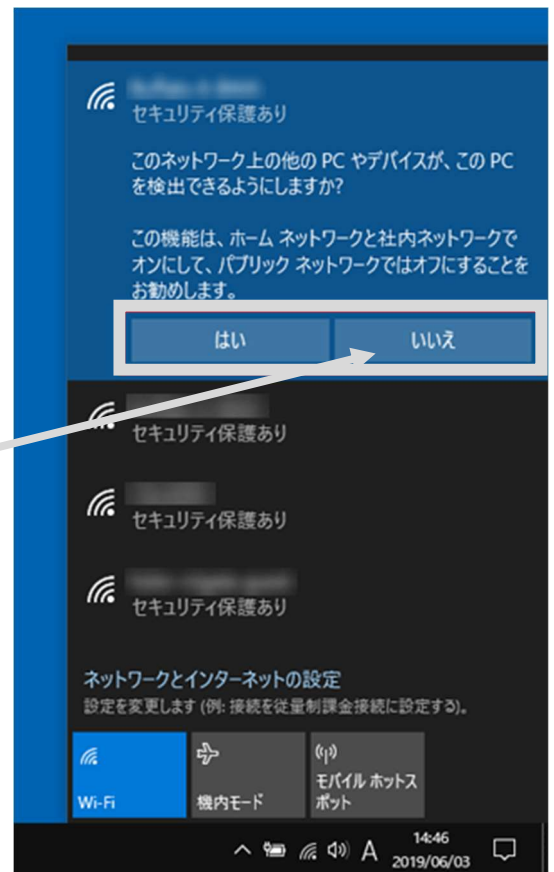 セキュリティ保護あり
このネットワーク上の他の PC やデバイスが、この PC
を検出できるようにしますか?
この機能は、ホーム ネットワークと社内ネットワークで
オンにして、パブリック ネットワークではオフにすることを
お勧めします。
はい いいえ
セキュリティ保護あり
セキュリティ保護あり
セキュリティ保護あり
ネットワークとインターネットの設定
設定を変更します (例: 接続を従量制課金接続に設定する)。
Wi-Fi
機内モード
モバイル ホットス
ポット
A
14:46
2019/06/03